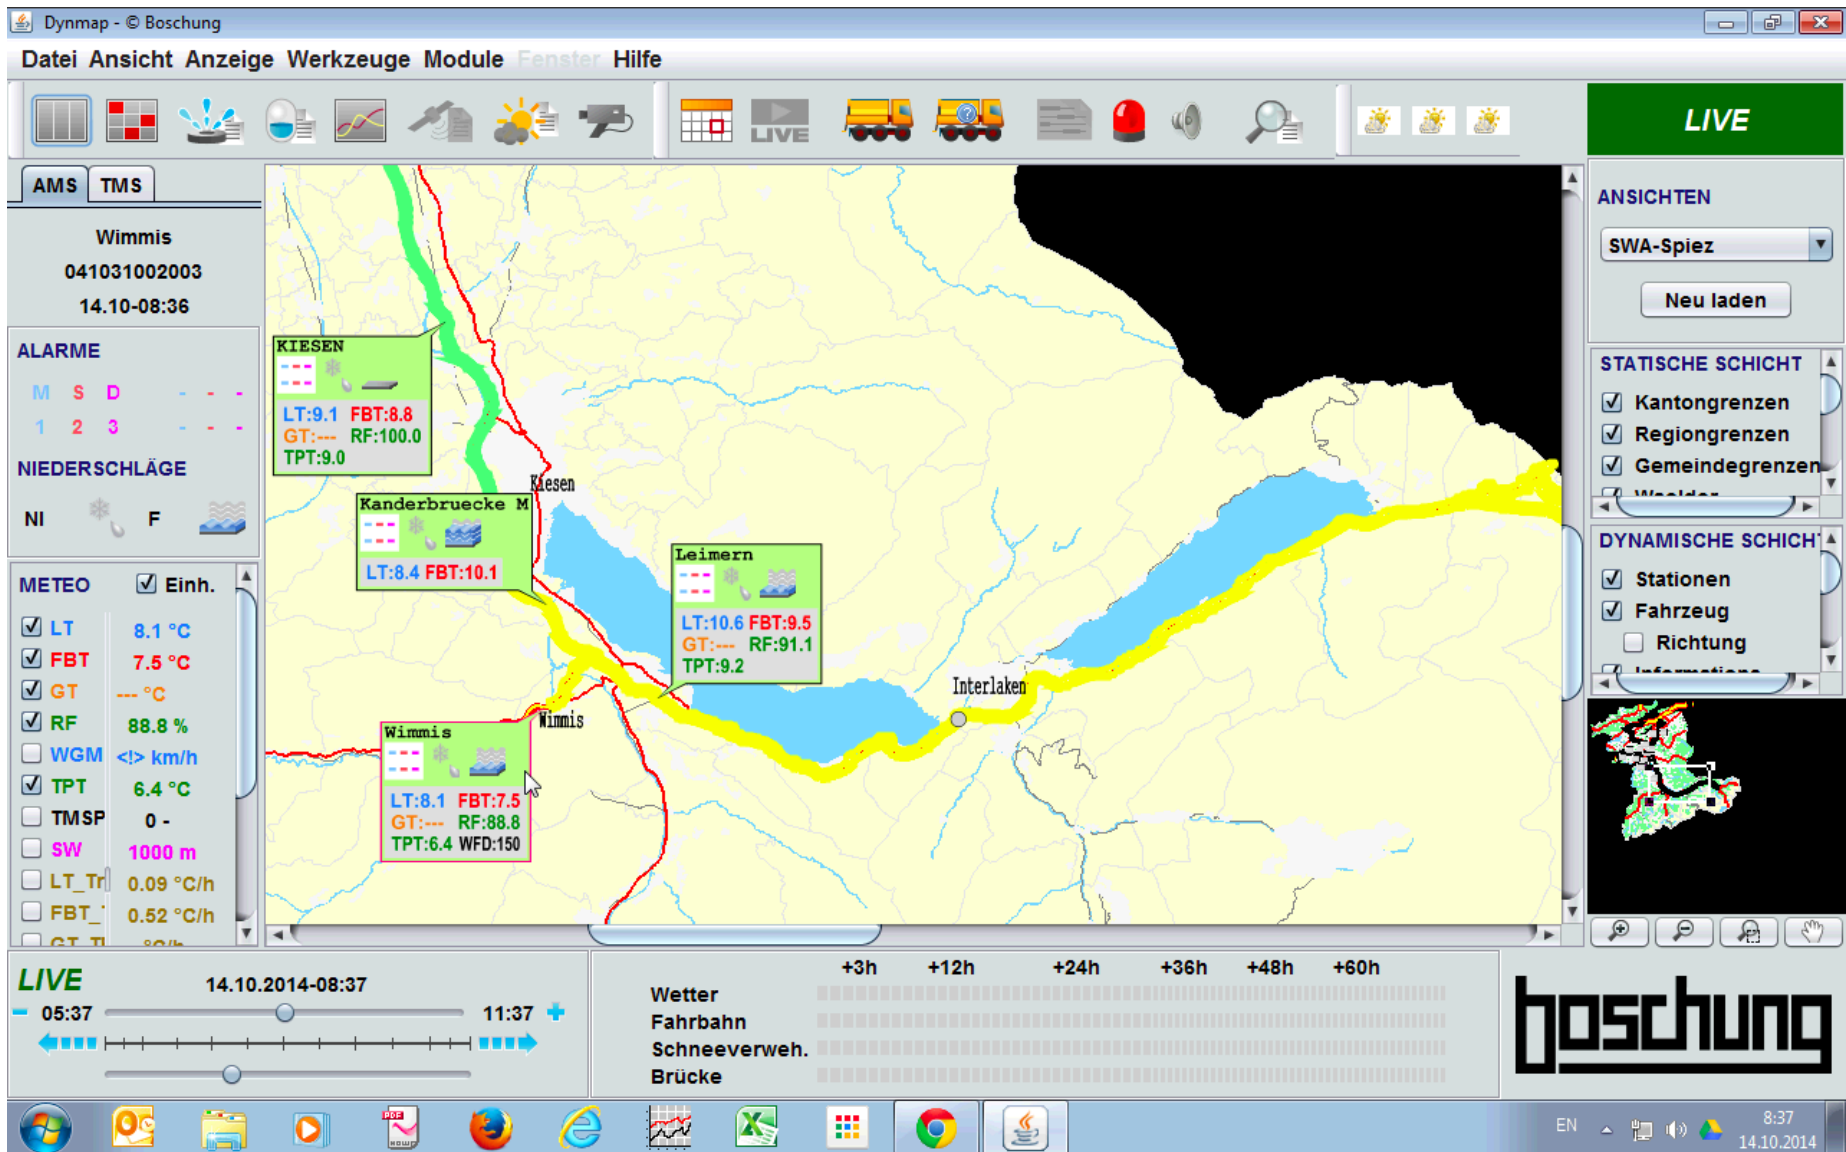 Dynmap - © Boschung
Datei Ansicht Anzeige Werkzeuge Module Fenster Hilfe
LIVE
LIVE
AMS TMS
Wimmis
041031002003
14.10-08:36
ALARME
M S D - - -
1 2 3 - - -
NIEDERSCHLÄGE
NI F
METEO Einh.
LT 8.1 °C
FBT 7.5 °C
GT --- °C
RF 88.8 %
WGM <!> km/h
TPT 6.4 °C
TMSP 0 -
SW 1000 m
LT_Tr 0.09 °C/h
FBT_ 0.52 °C/h
KIESEN
LT:9.1 FBT:8.8
GT:--- RF:100.0
TPT:9.0
Kiesen
Kanderbruecke M
LT:8.4 FBT:10.1
Leimern
LT:10.6 FBT:9.5
GT:--- RF:91.1
TPT:9.2
Interlaken
Wimmis
Wimmis
LT:8.1 FBT:7.5
GT:--- RF:88.8
TPT:6.4 WFD:150
ANSICHTEN
SWA-Spiez
Neu laden
STATISCHE SCHICHT
Kantongrenzen
Regiongrenzen
Gemeindegrenzen
DYNAMISCHE SCHICHT
Stationen
Fahrzeug
Richtung
LIVE
14.10.2014-08:37
05:37 11:37
+3h +12h +24h +36h +48h +60h
Wetter
Fahrbahn
Schneeverweh.
Brücke
boschung
EN
8:37
14.10.2014